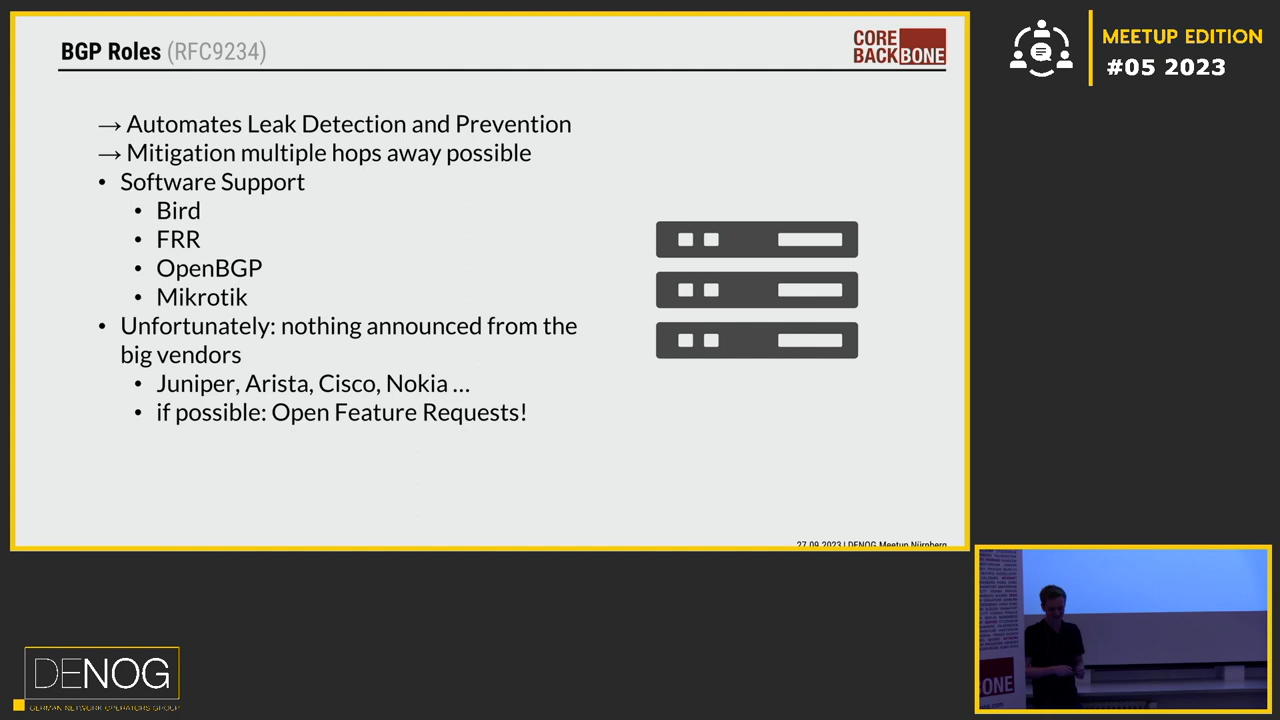 BGP Roles (RFC9234)
CORE
BACKBONE
→ Automates Leak Detection and Prevention
→ Mitigation multiple hops away possible
• Software Support
• Bird
• FRR
• OpenBGP
• Mikrotik
• Unfortunately: nothing announced from the
big vendors
• Juniper, Arista, Cisco, Nokia ...
• if possible: Open Feature Requests!
27.09.2023 | DENOG Meetup Nürnberg
MEETUP EDITION
#05 2023
DENOG
GERMAN NETWORK OPERATORS GROUP
ONE